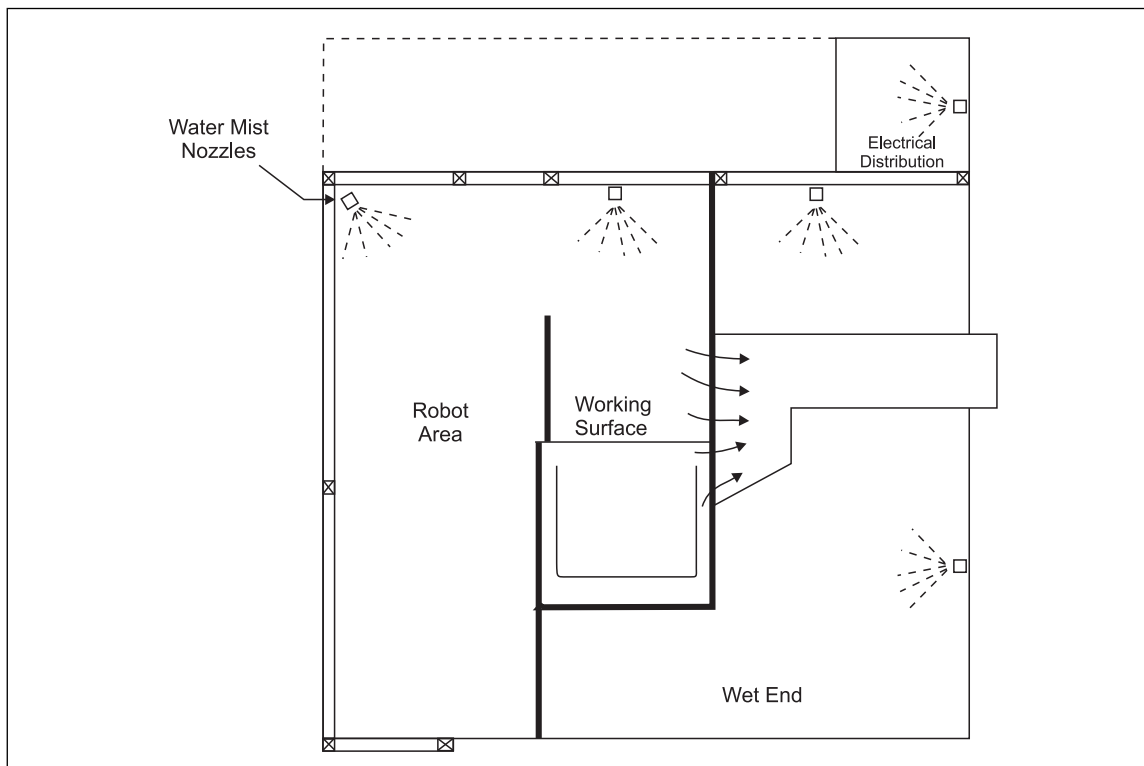 Water Mist
Nozzles
Electrical
Distribution
Robot
Area
Working
Surface
Wet End